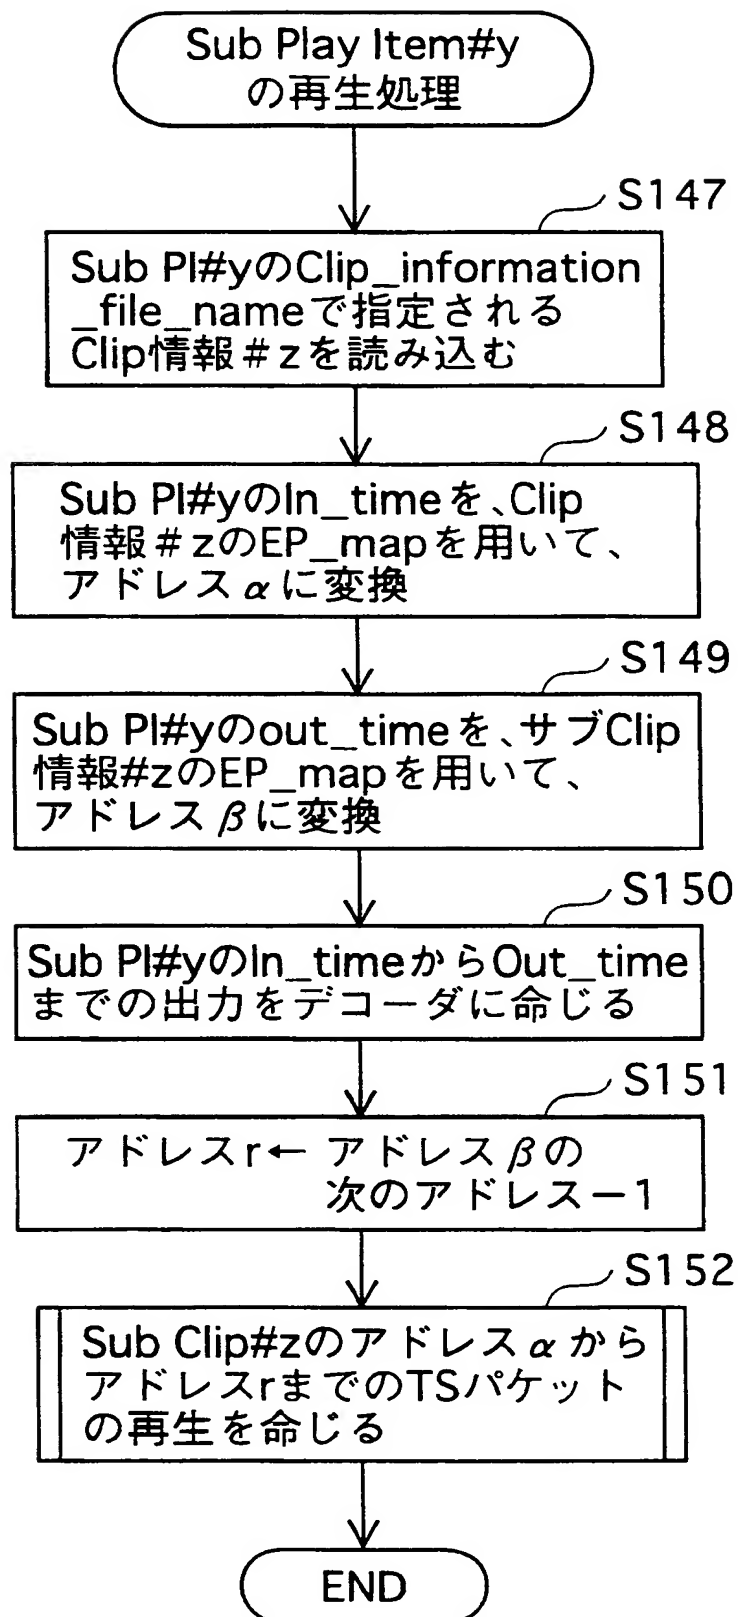 Sub Play Item#y
の再生処理
S147
Sub PI#yのClip_information
_file_nameで指定される
Clip情報#zを読み込む
S148
Sub PI#yのIn_timeを、Clip
情報#zのEP_mapを用いて、
アドレスαに変換
S149
Sub PI#yのout_timeを、サブClip
情報#zのEP_mapを用いて、
アドレスβに変換
S150
Sub PI#yのIn_timeからOut_time
までの出力をデコーダに命じる
S151
アドレスr← アドレスβの
次のアドレス−1
S152
Sub Clip#zのアドレスαから
アドレスrまでのTSパケット
の再生を命じる
END